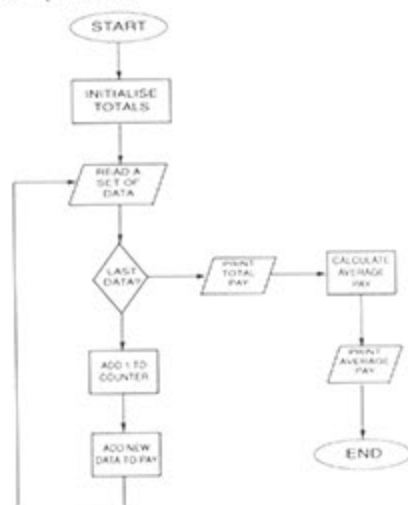 START
INITIALISE
TOTALS
READ A
SET OF
DATA
LAST
DATA?
PRINT
TOTAL
PAY
CALCULATE
AVERAGE
PAY
ADD 1 TO
COUNTER
PRINT
AVERAGE
PAY
ADD NEW
DATA TO PAY
END